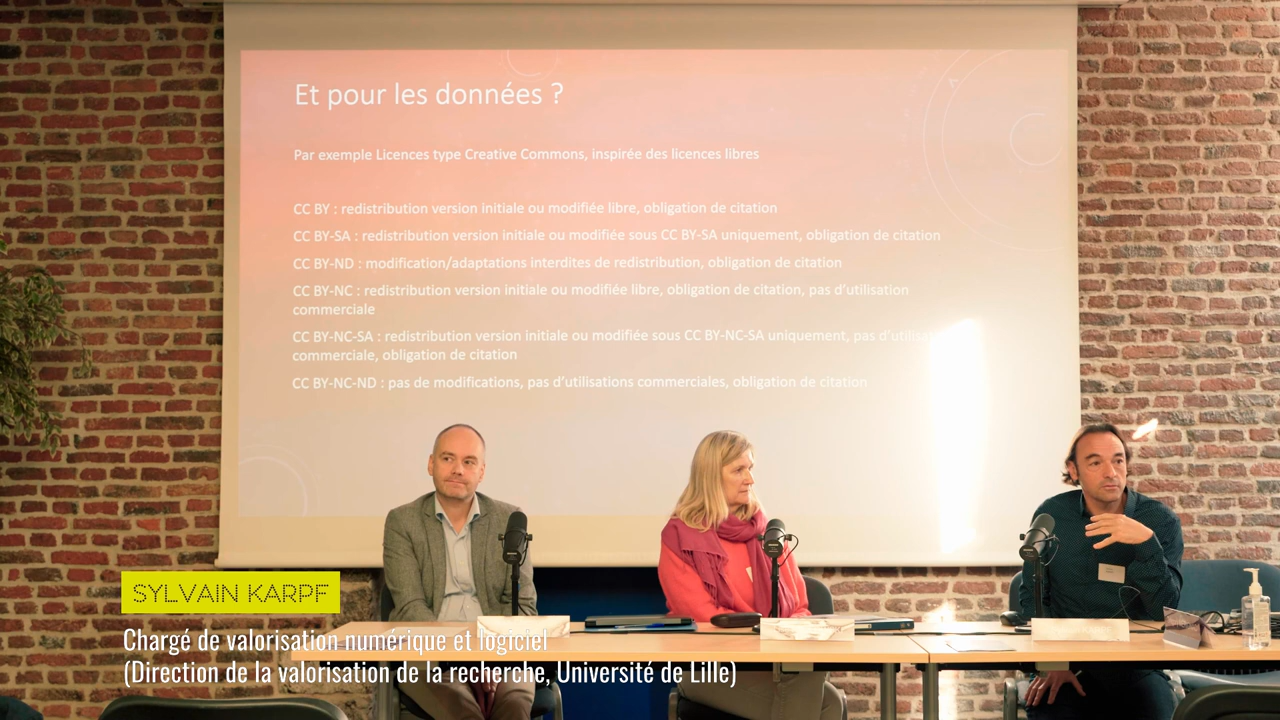 Et pour les données ?
Par exemple Licences type Creative Commons, inspirée des licences libres
CC BY : redistribution version initiale ou modifiée libre, obligation de citation
CC BY-SA : redistribution version initiale ou modifiée sous CC BY-SA uniquement, obligation de citation
CC BY-ND : modification/adaptations interdites de redistribution, obligation de citation
CC BY-NC : redistribution version initiale ou modifiée libre, obligation de citation, pas d’utilisation
commerciale
CC BY-NC-SA : redistribution version initiale ou modifiée sous CC BY-NC-SA uniquement, pas
commerciale, obligation de citation
CC BY-NC-ND : pas de modifications, pas d’utilisations commerciales, obligation de citation
SYLVAIN KARPF
Chargé de valorisation numérique et logiciel
(Direction de la valorisation de la recherche, Université de Lille)